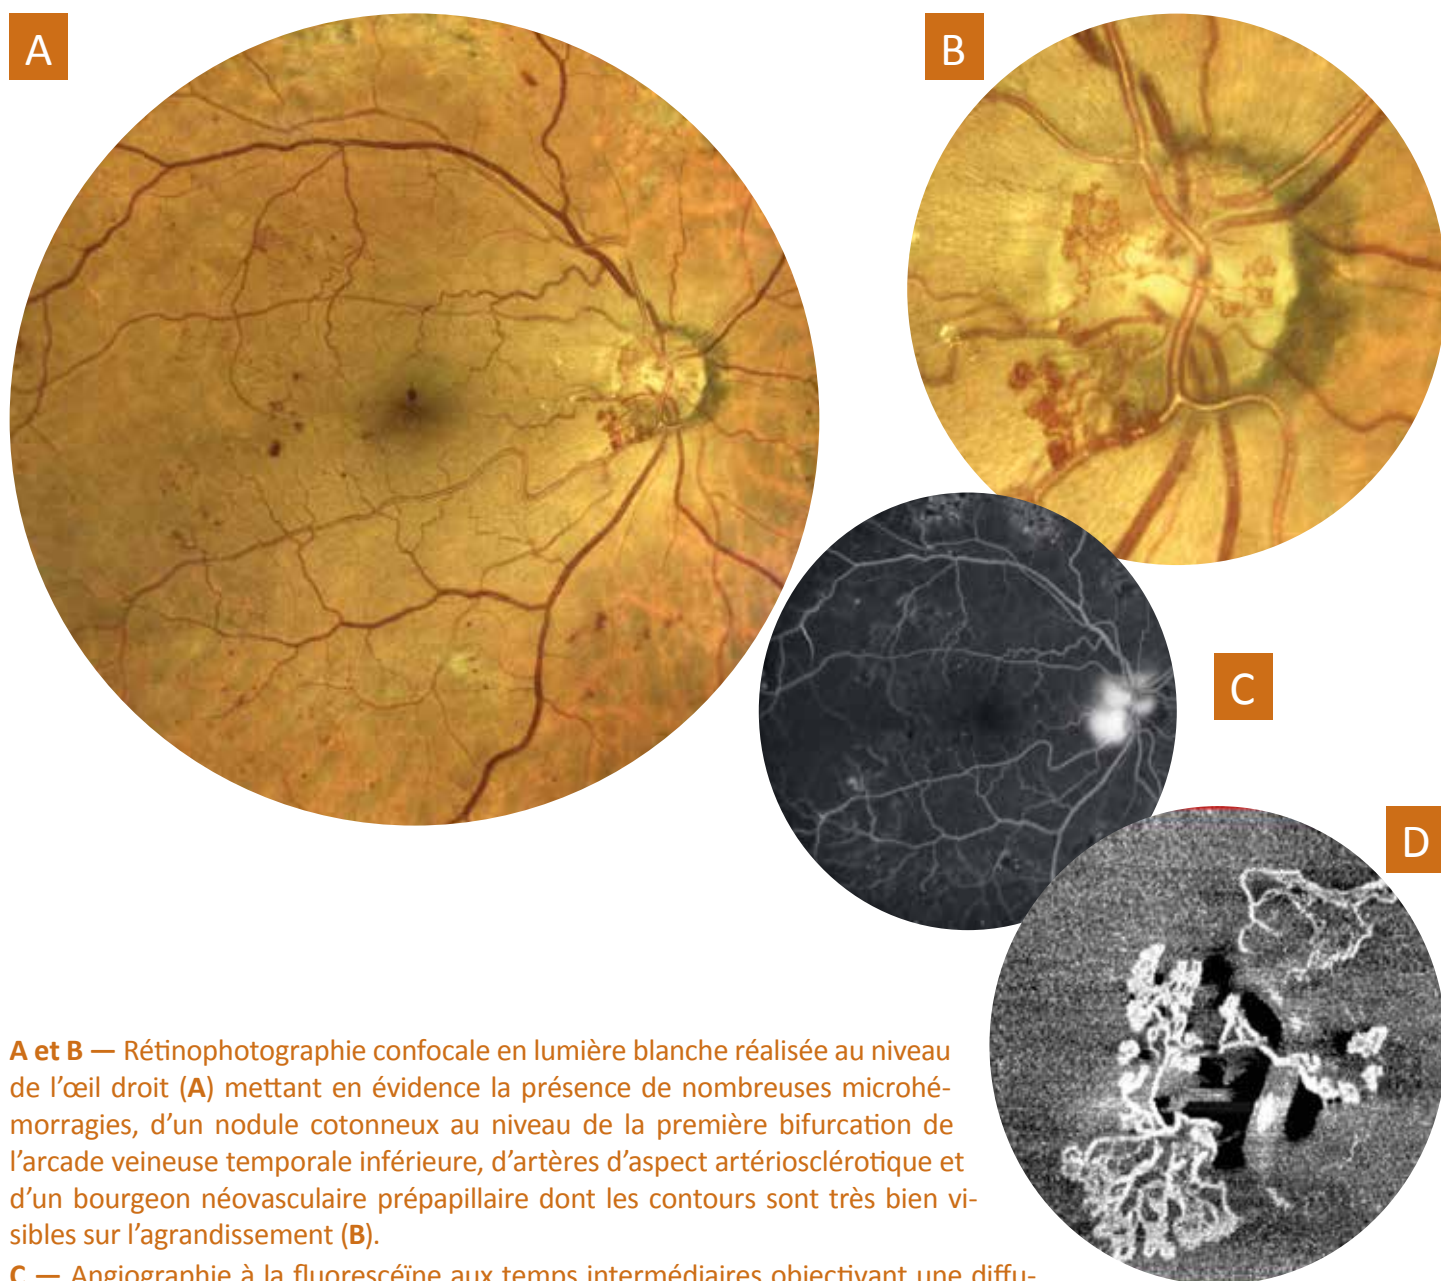 A
B
C
D
A et B — Rétinophotographie confocale en lumière blanche réalisée au niveau
de l'œil droit (A) mettant en évidence la présence de nombreuses microhé-
morragies, d'un nodule cotonneux au niveau de la première bifurcation de
l'arcade veineuse temporale inférieure, d'artères d'aspect artériosclérotique et
d'un bourgeon néovasculaire prépapillaire dont les contours sont très bien vi-
sibles sur l'agrandissement (B).
C — Angiographie à la fluorescéïne aux temps intermédiaires objectivant une diffu-